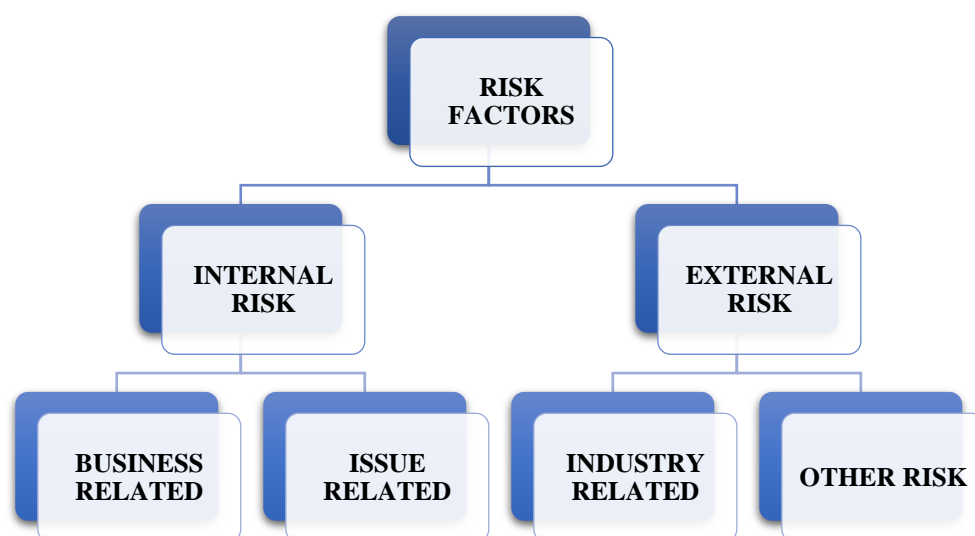 RISK
FACTORS
INTERNAL
RISK
EXTERNAL
RISK
BUSINESS
RELATED
ISSUE
RELATED
INDUSTRY
RELATED
OTHER RISK